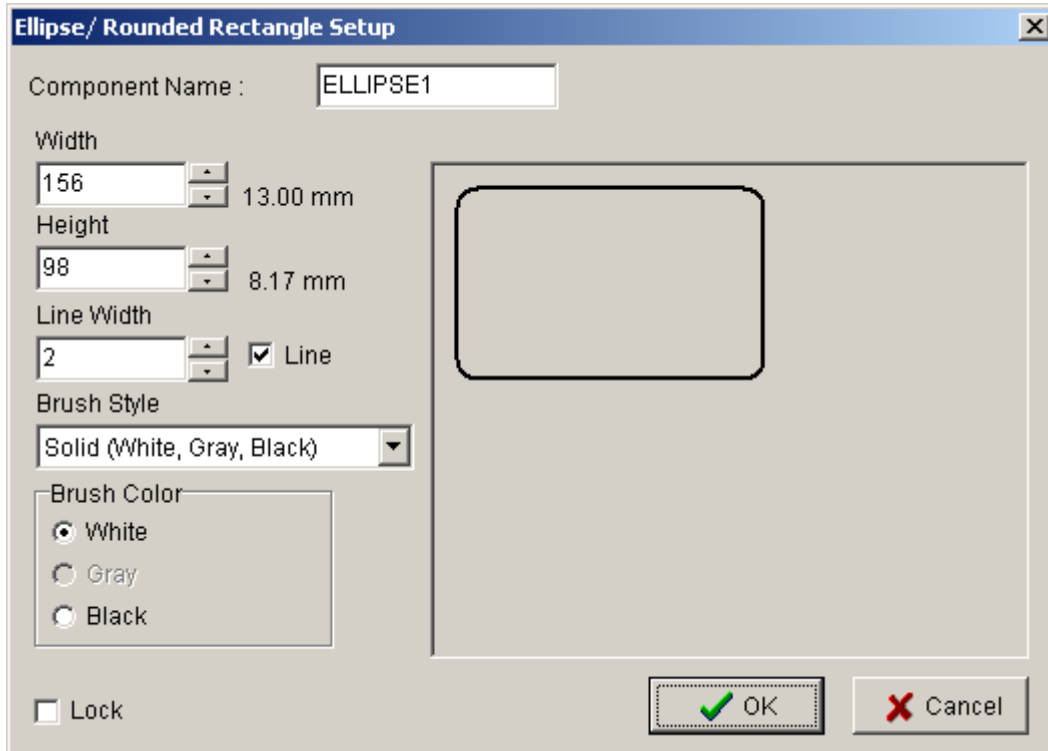 Ellipse/ Rounded Rectangle Setup
Component Name :
ELLIPSE1
Width
156
13.00 mm
Height
98
8.17 mm
Line Width
2
Line
Brush Style
Solid (White, Gray, Black)
Brush Color
White
Gray
Black
Lock
OK
Cancel